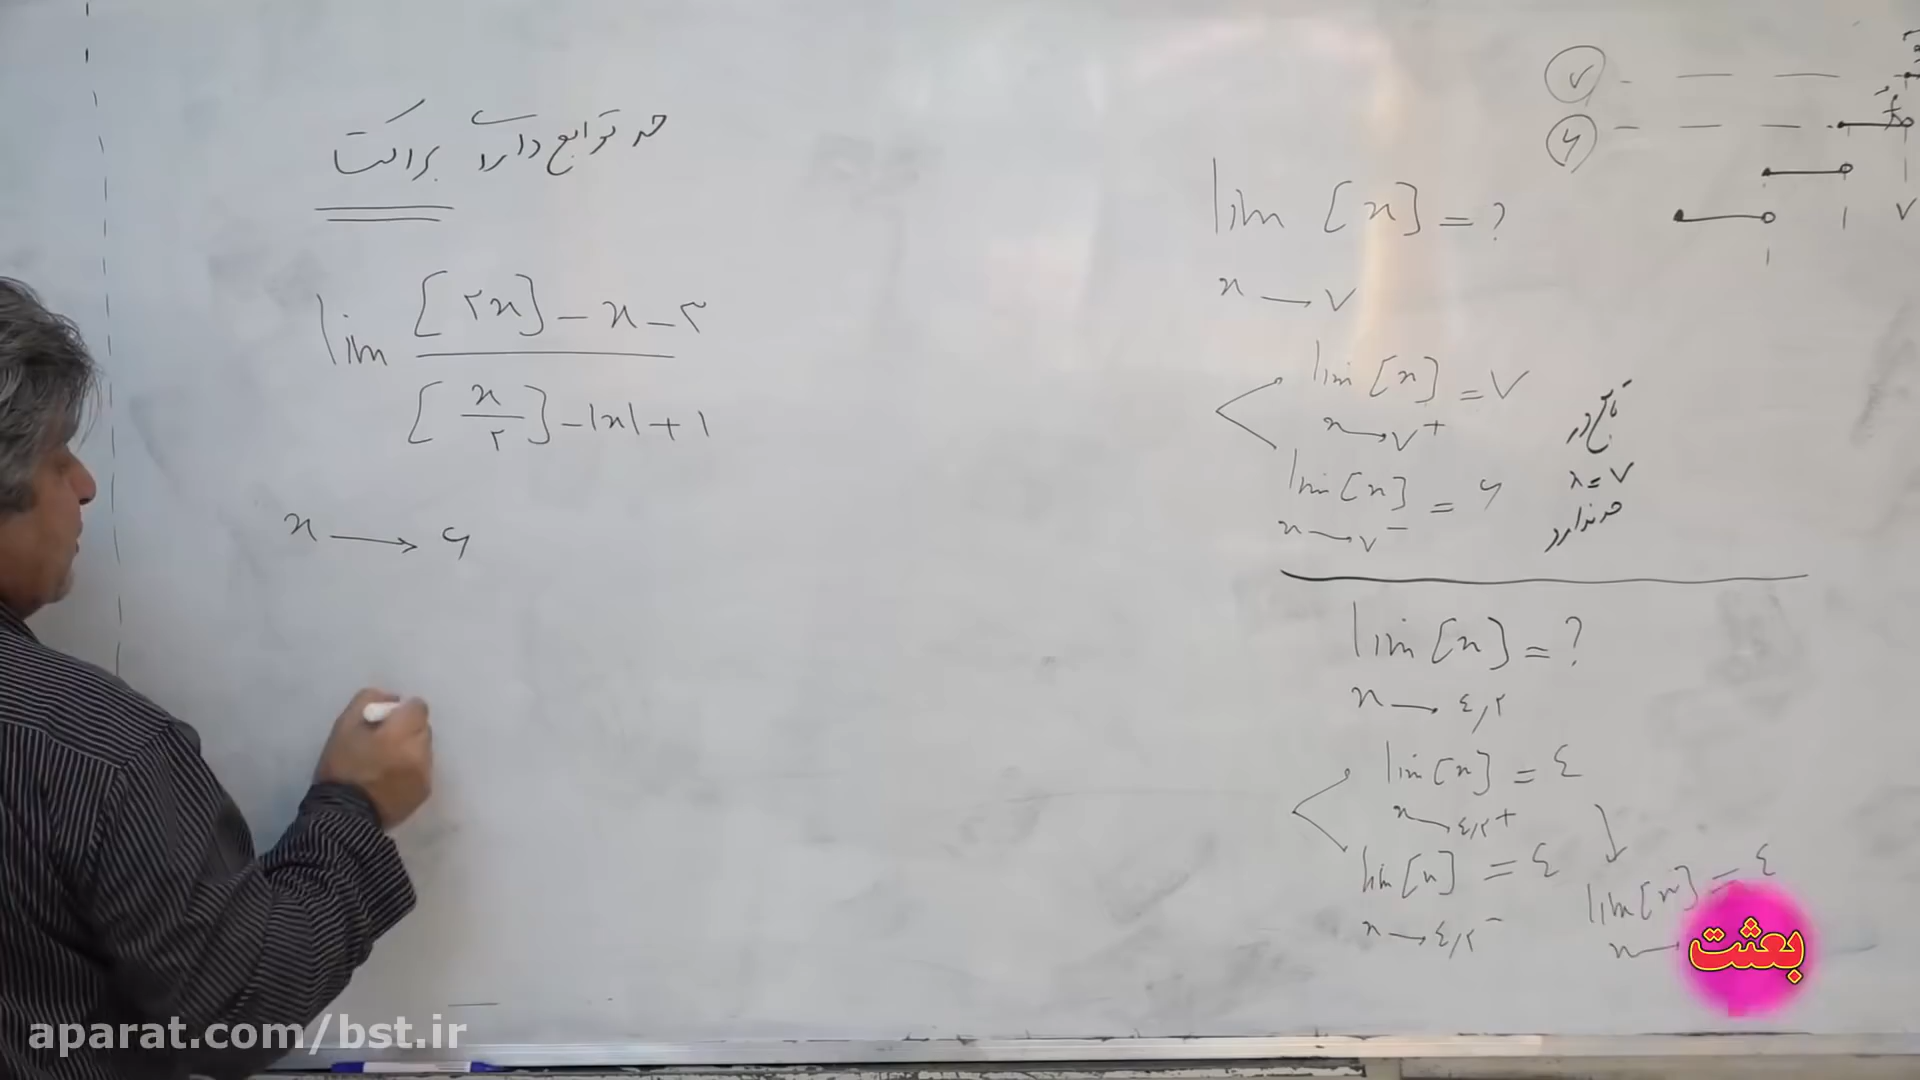 حد توابع دارای براکت
lim [۲x] - x - ۳
[x/۲] - |x| + ۱
x → ۶
۷
۶
۷
lim [x] = ?
x → ۷
lim [x] = ۷
x → ۷+
lim [x] = ۶
x → ۷-
تابع در
x = ۷
حد ندارد
lim [x] = ?
x → ٤,۲
lim [x] = ٤
x → ٤,۲+
lim [x] = ٤
x → ٤,۲-
lim [x] = ٤
x →
بعثت
aparat.com/bst.ir